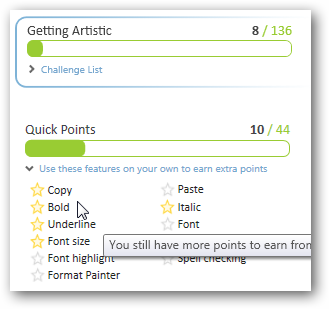 Getting Artistic 8 / 136
Challenge List
Quick Points 10 / 44
Use these features on your own to earn extra points
Copy Paste
Bold Italic
Underline Font
Font size You still have more points to earn from
Font highlight Spell checking
Format Painter